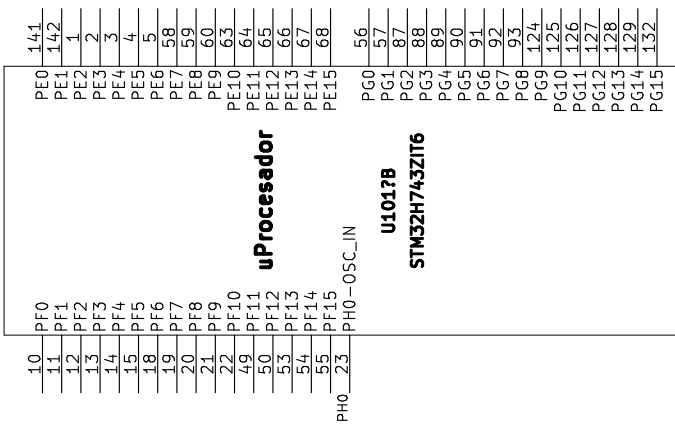 PE0 141
PE1 142
PE2 1
PE3 2
PE4 3
PE5 4
PE6 5
PE7 58
PE8 59
PE9 60
PE10 63
PE11 64
PE12 65
PE13 66
PE14 67
PE15 68
PG0 56
PG1 57
PG2 87
PG3 88
PG4 89
PG5 90
PG6 91
PG7 92
PG8 93
PG9 124
PG10 125
PG11 126
PG12 127
PG13 128
PG14 129
PG15 132
uProcesador
U101?B
STM32H743ZIT6
10 PF0
11 PF1
12 PF2
13 PF3
14 PF4
15 PF5
18 PF6
19 PF7
20 PF8
21 PF9
22 PF10
49 PF11
50 PF12
53 PF13
54 PF14
55 PF15
PH0 23 PH0-OSC_IN